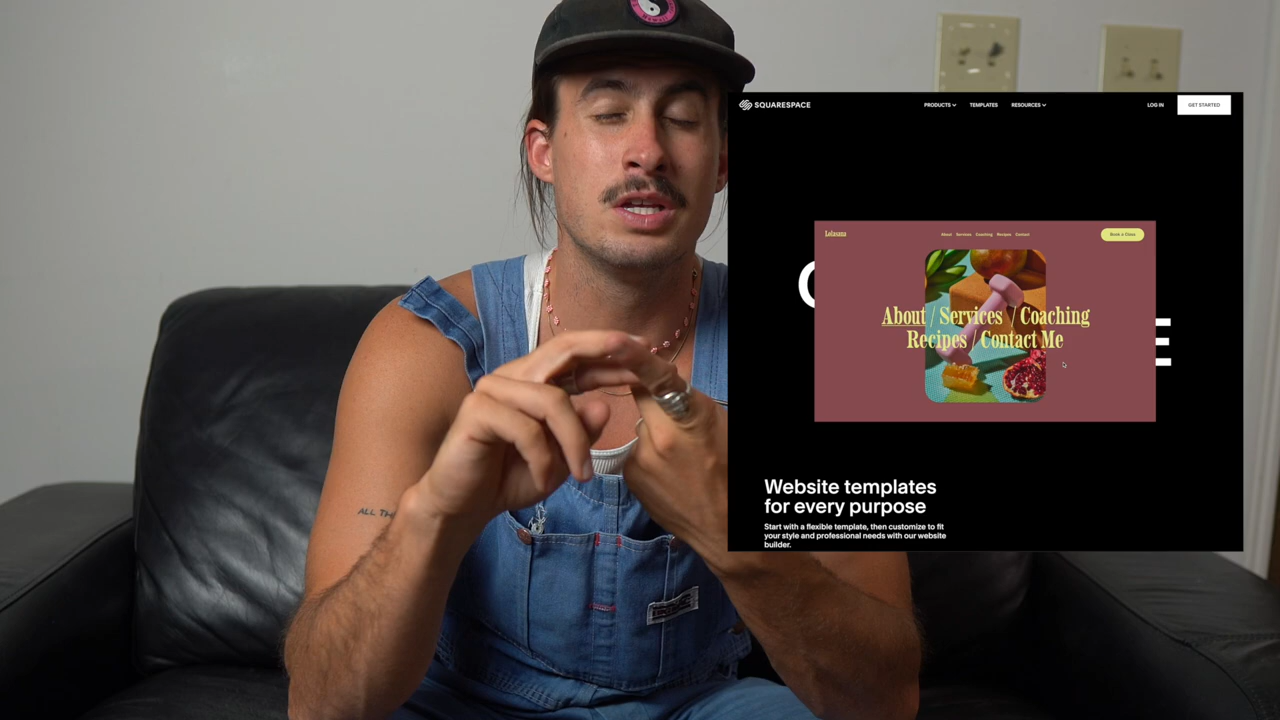 SQUARESPACE
PRODUCTS TEMPLATES RESOURCES
LOG IN GET STARTED
Lolasana
About Services Coaching Recipes Contact
Book a Class
About / Services / Coaching
Recipes / Contact Me
E
Website templates
for every purpose
Start with a flexible template, then customize to fit
your style and professional needs with our website
builder.
ALL TH